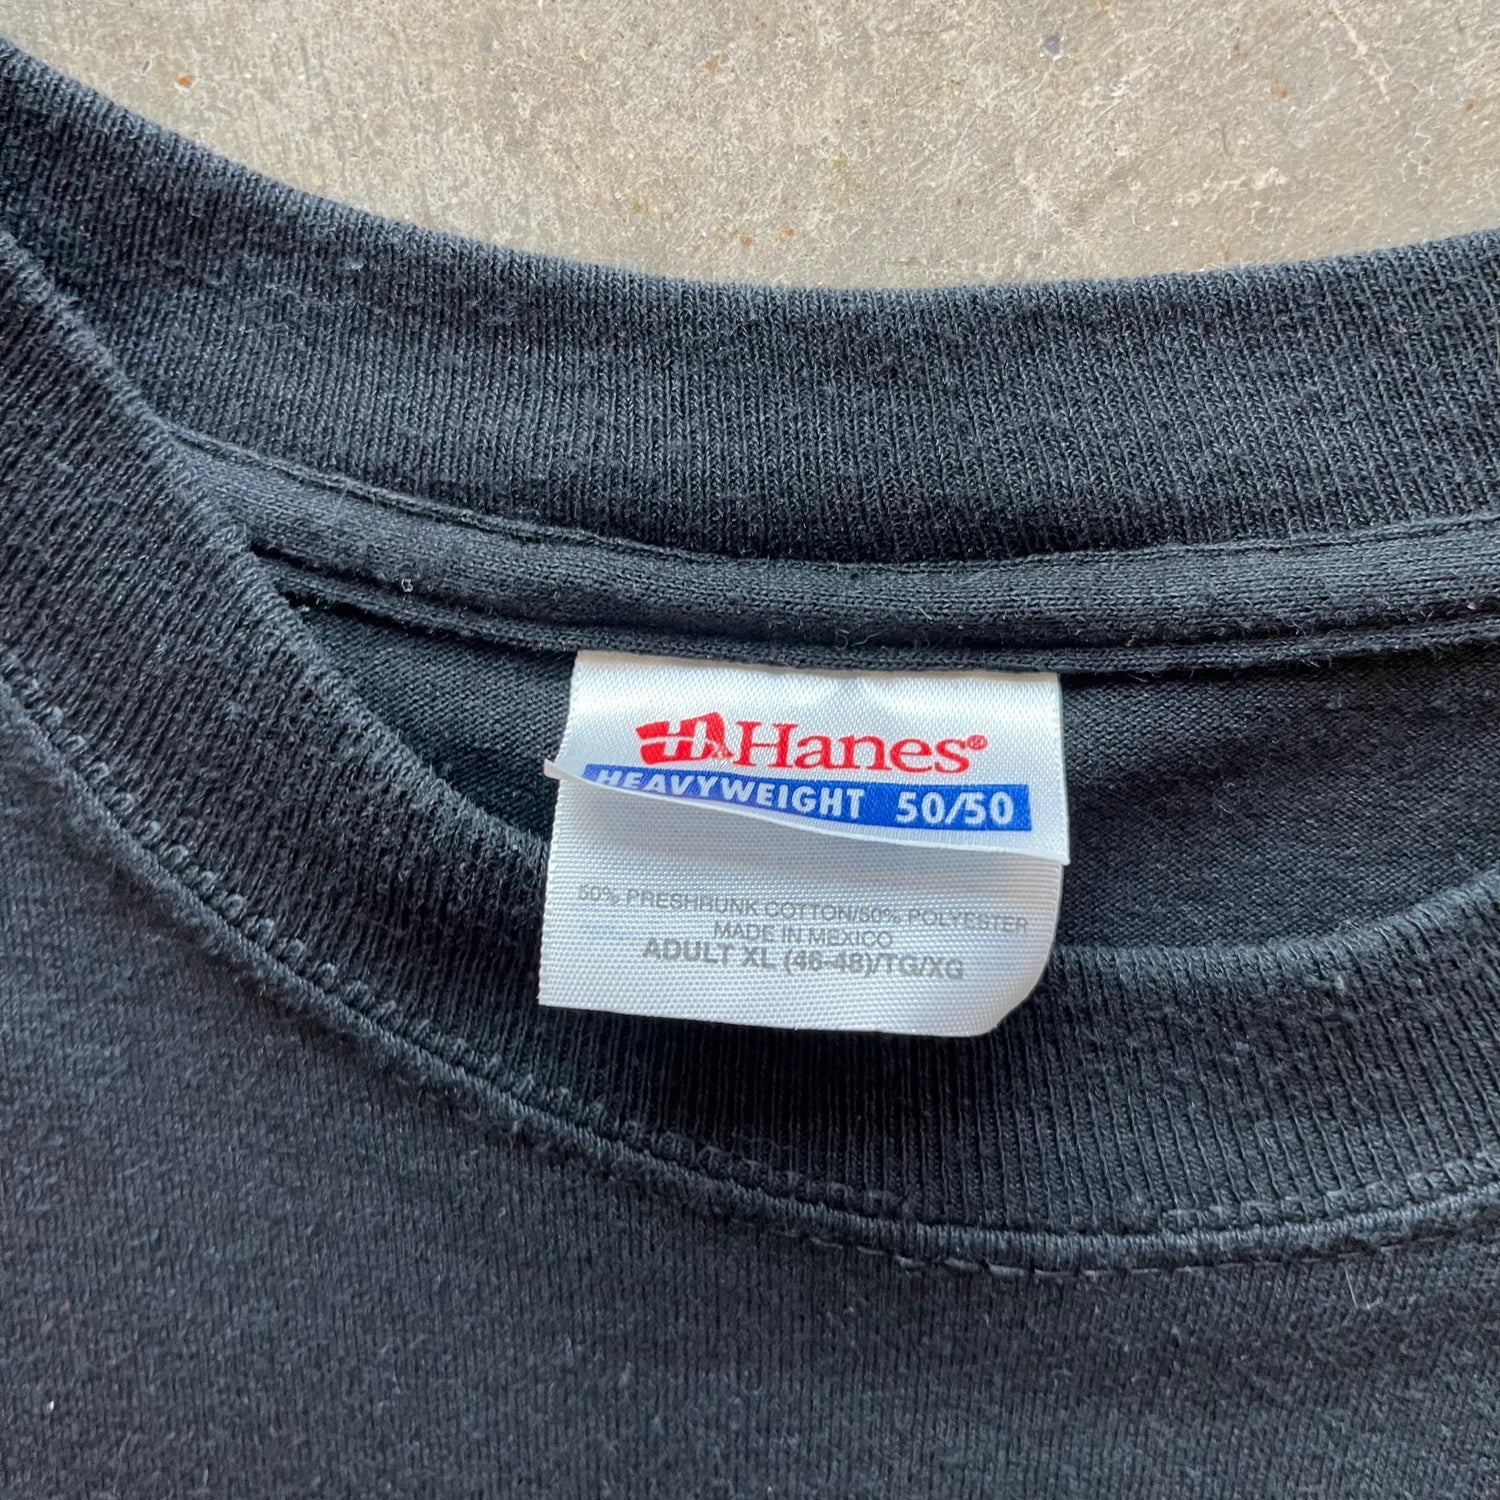 Hanes®
HEAVYWEIGHT 50/50
50% PRESHRUNK COTTON/50% POLYESTER
MADE IN MEXICO
ADULT XL (46-48)/TG/XG